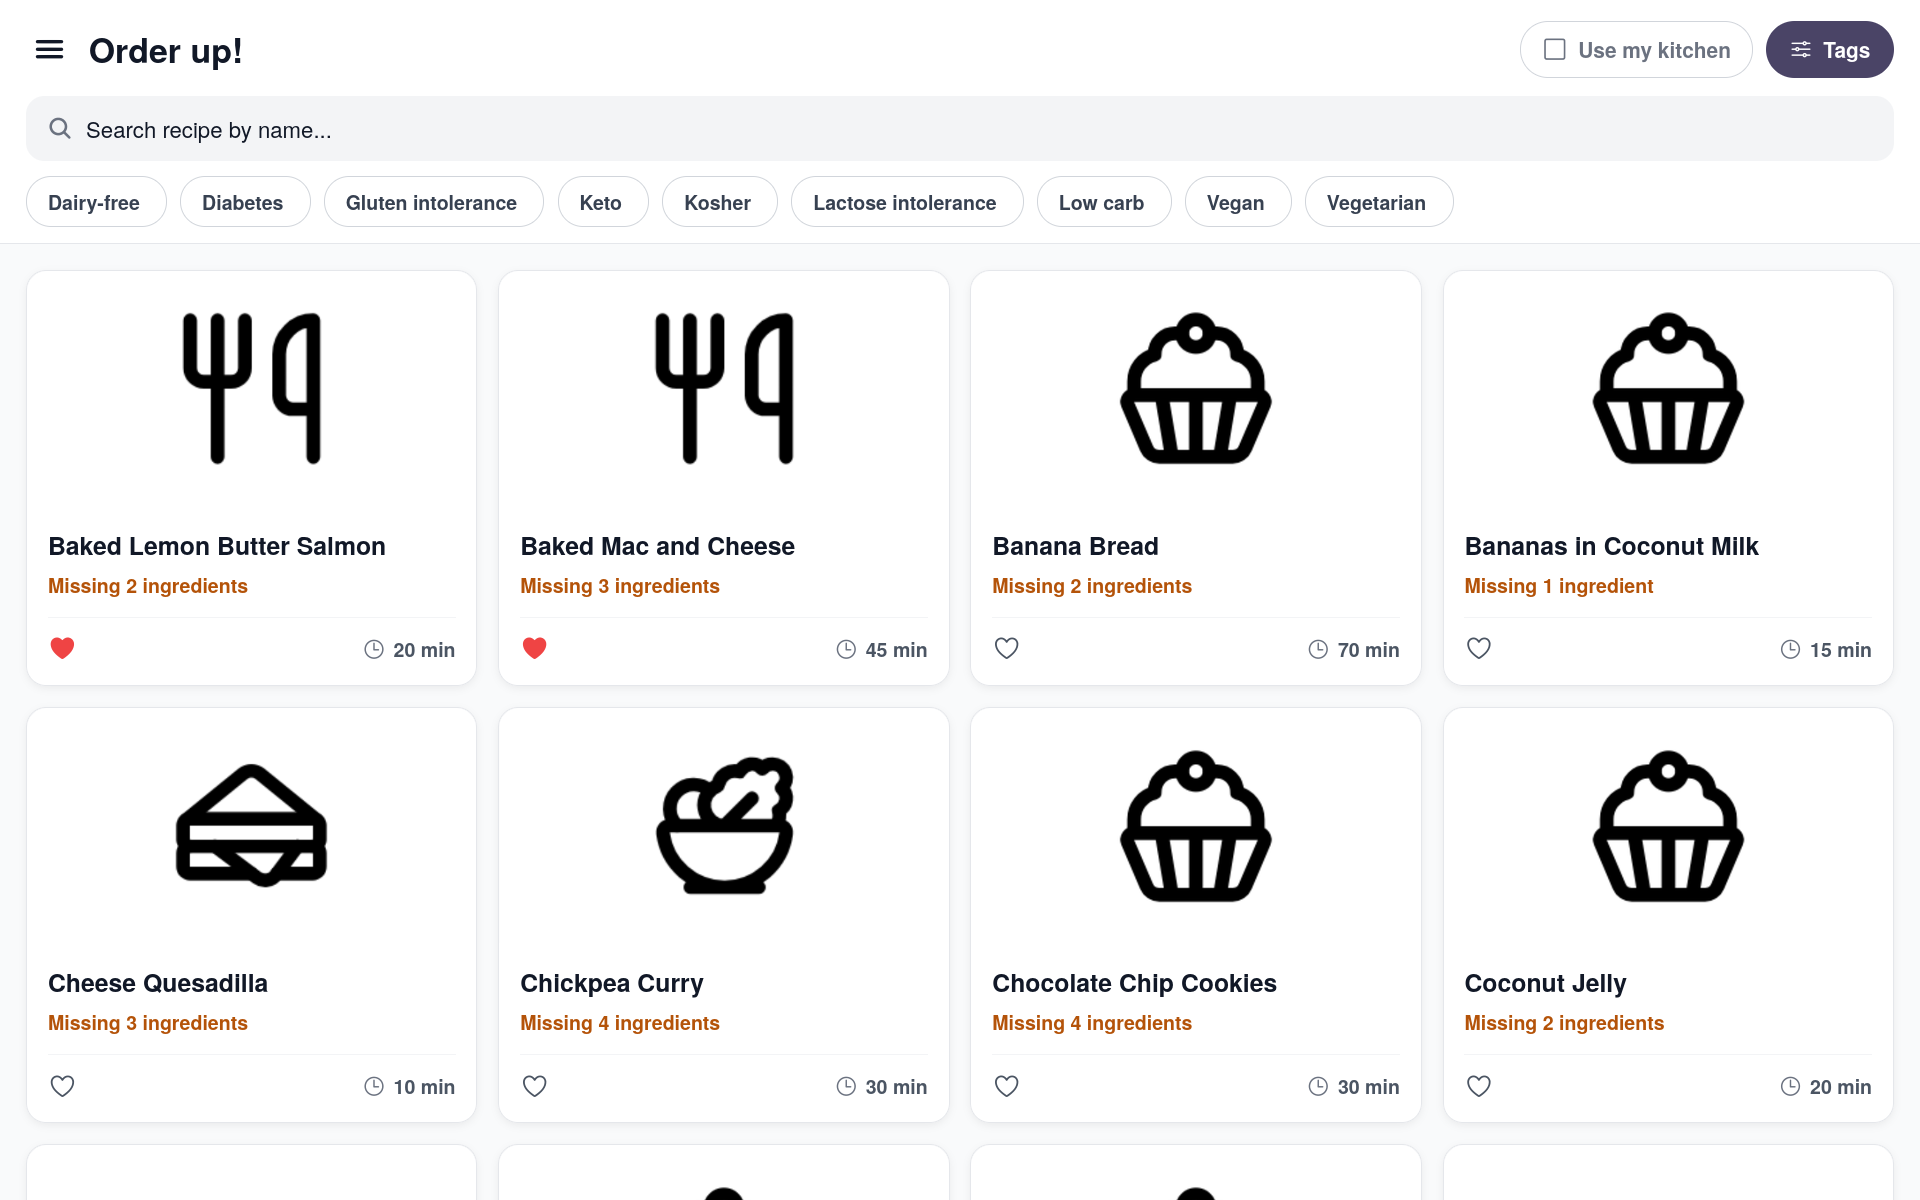 Order up!
Use my kitchen
Tags
Search recipe by name...
Dairy-free
Diabetes
Gluten intolerance
Keto
Kosher
Lactose intolerance
Low carb
Vegan
Vegetarian
Baked Lemon Butter Salmon
Missing 2 ingredients
20 min
Baked Mac and Cheese
Missing 3 ingredients
45 min
Banana Bread
Missing 2 ingredients
70 min
Bananas in Coconut Milk
Missing 1 ingredient
15 min
Cheese Quesadilla
Missing 3 ingredients
10 min
Chickpea Curry
Missing 4 ingredients
30 min
Chocolate Chip Cookies
Missing 4 ingredients
30 min
Coconut Jelly
Missing 2 ingredients
20 min